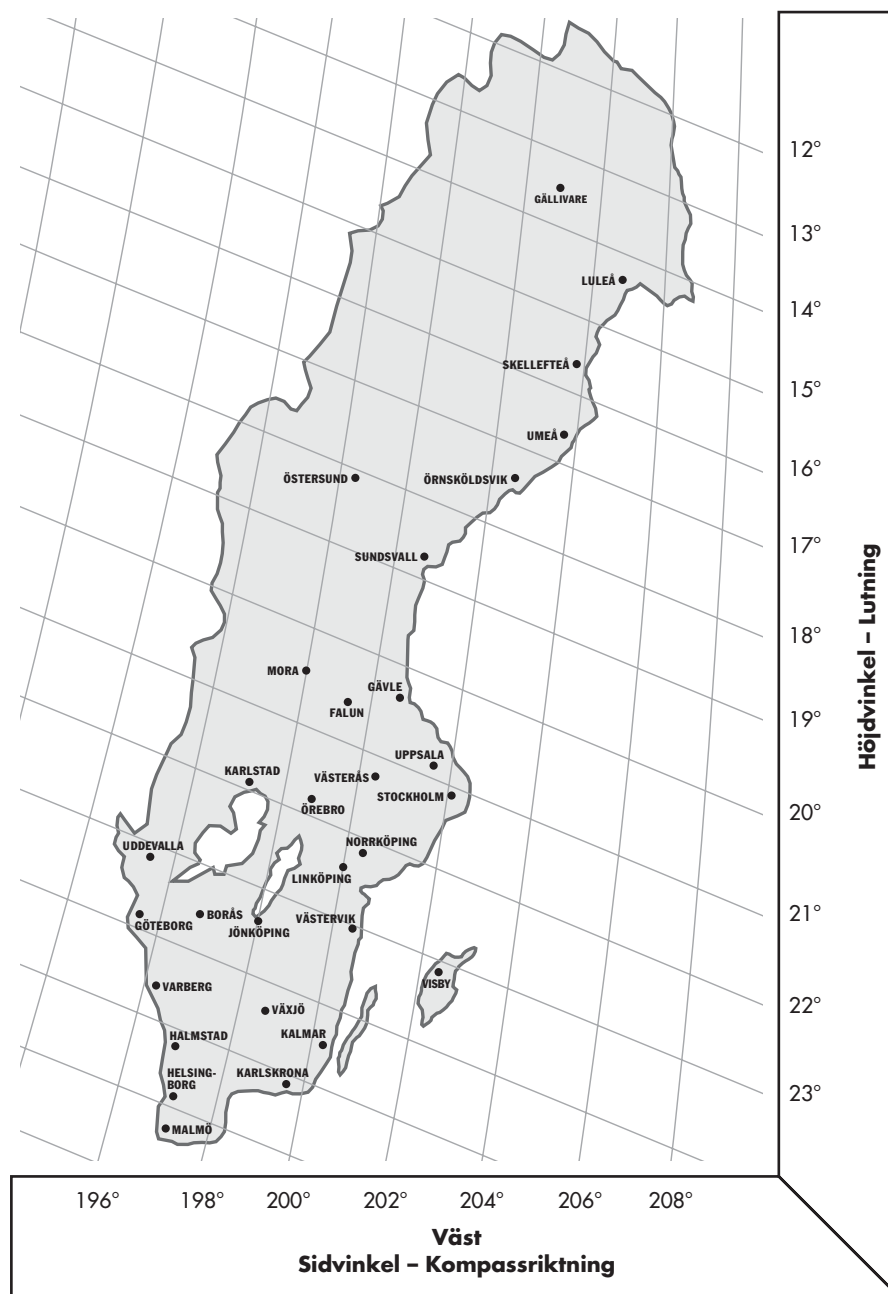 12°
GÄLLIVARE
13°
LULEÅ
14°
SKELLEFTEÅ
15°
UMEÅ
16°
ÖSTERSUND
ÖRNSKÖLDSVIK
17°
SUNDSVALL
18°
MORA
GÄVLE
FALUN
19°
UPPSALA
KARLSTAD
VÄSTERÅS
STOCKHOLM
ÖREBRO
20°
UDDEVALLA
NORRKÖPING
LINKÖPING
21°
GÖTEBORG
BORÅS
JÖNKÖPING
VÄSTERVIK
VISBY
VARBERG
22°
VÄXJÖ
HALMSTAD
KALMAR
HELSING-
BORG
KARLSKRONA
23°
MALMÖ
Höjdvinkel – Lutning
196° 198° 200° 202° 204° 206° 208°
Väst
Sidvinkel – Kompassriktning